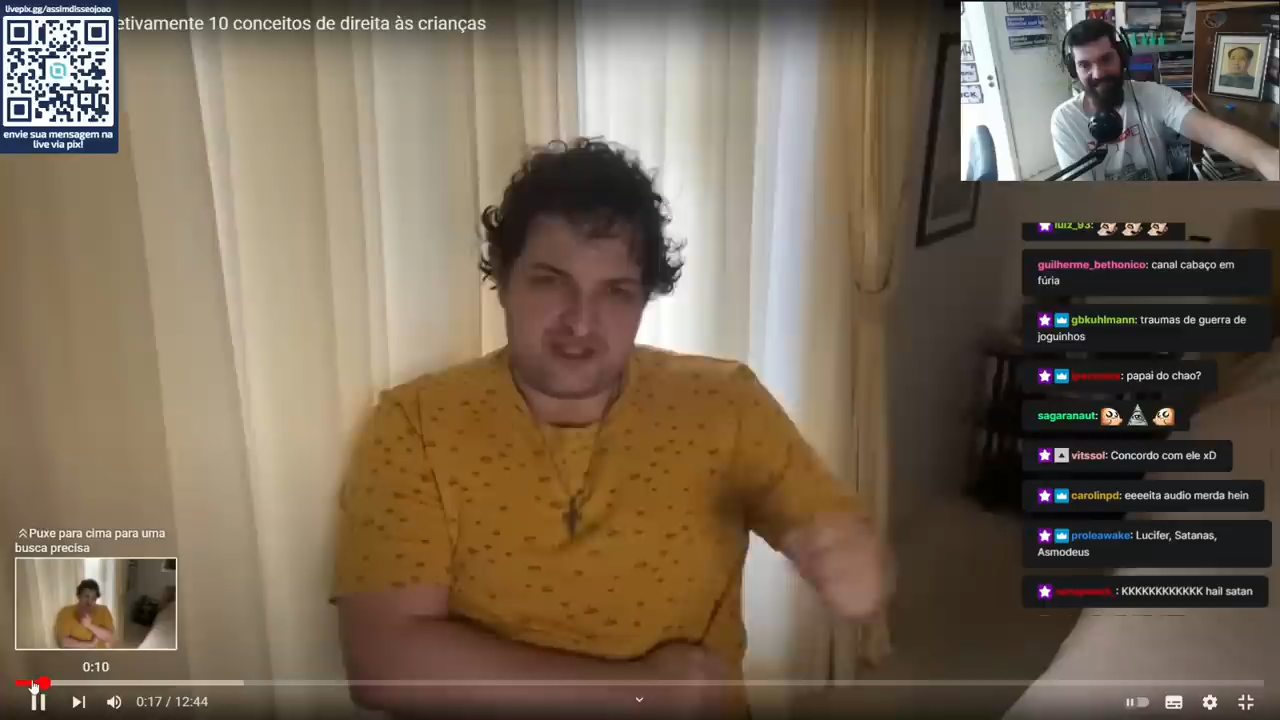 livepix.gg/assimdisseojoao
etivamente 10 conceitos de direita às crianças
envie sua mensagem na
live via pix!
luiz_93:
guilherme_bethonico: canal cabaço em
fúria
gbkuhlmann: traumas de guerra de
joguinhos
: papai do chao?
sagaranaut:
vitssol: Concordo com ele xD
carolinpd: eeeeita audio merda hein
proleawake: Lucifer, Satanas,
Asmodeus
: KKKKKKKKKKKK hail satan
Puxe para cima para uma
busca precisa
0:10
0:17 / 12:44